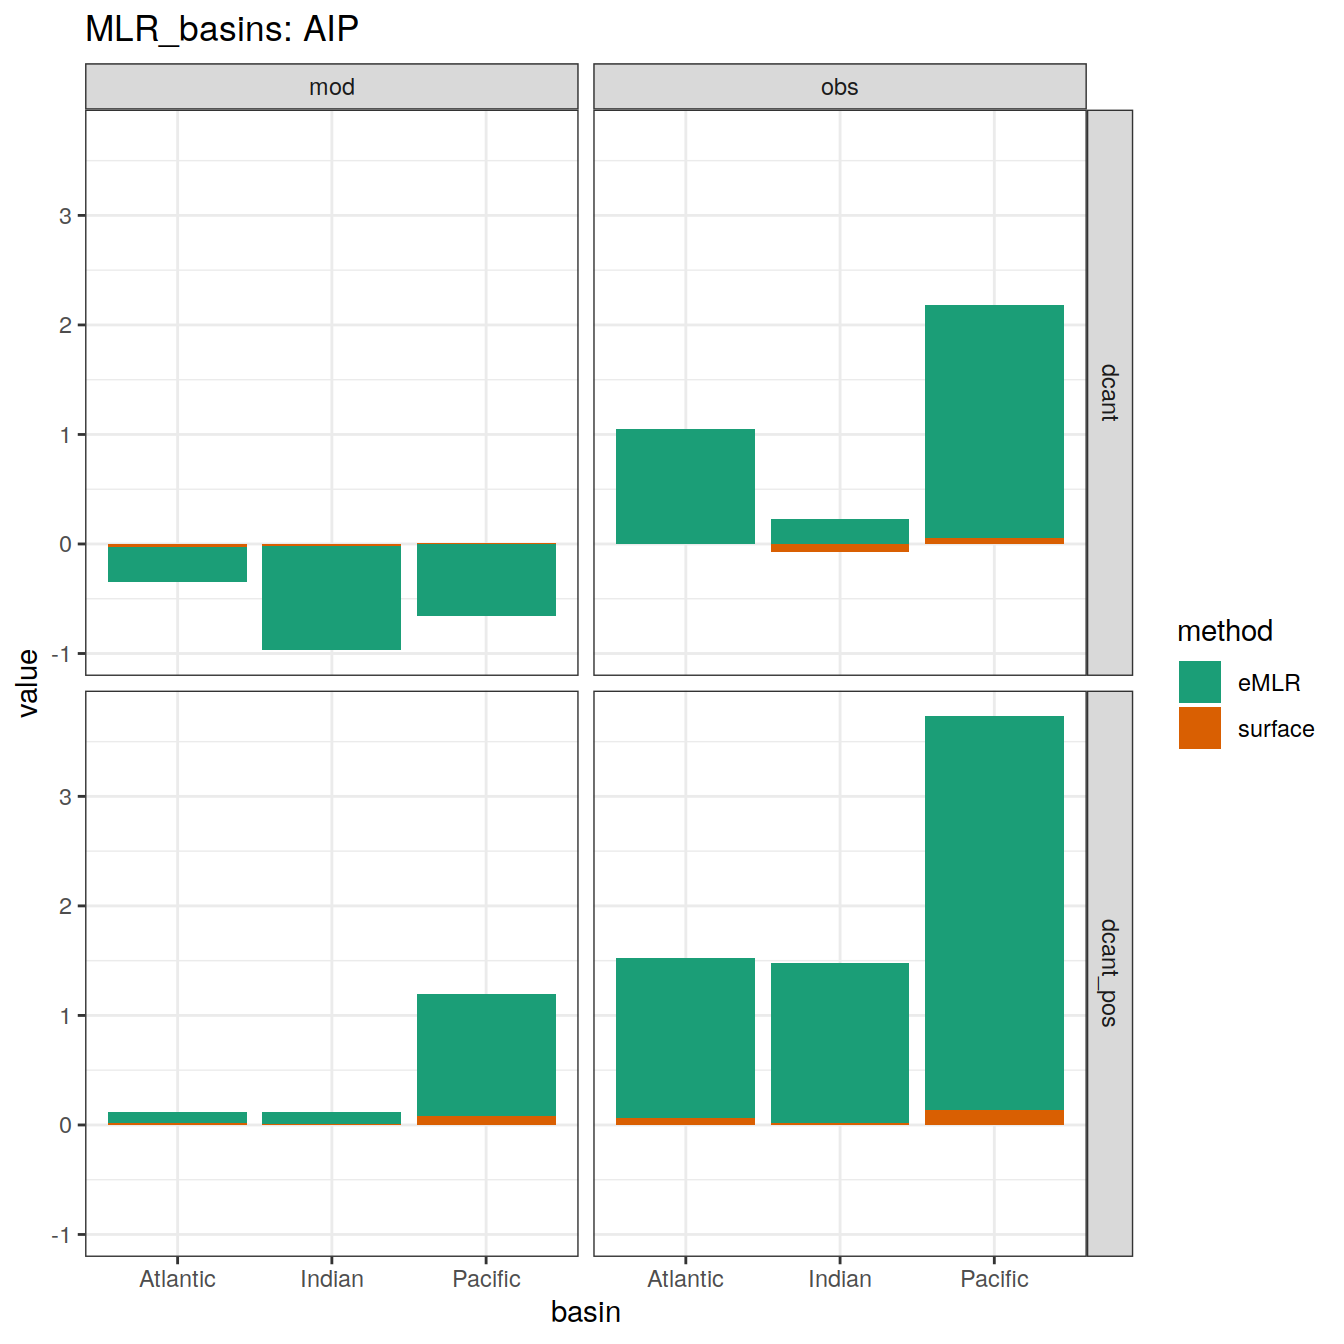 MLR_basins: AIP
mod
obs
3
2
1
0
-1
dcant
3
2
1
0
-1
dcant_pos
value
Atlantic
Indian
Pacific
Atlantic
Indian
Pacific
basin
method
eMLR
surface